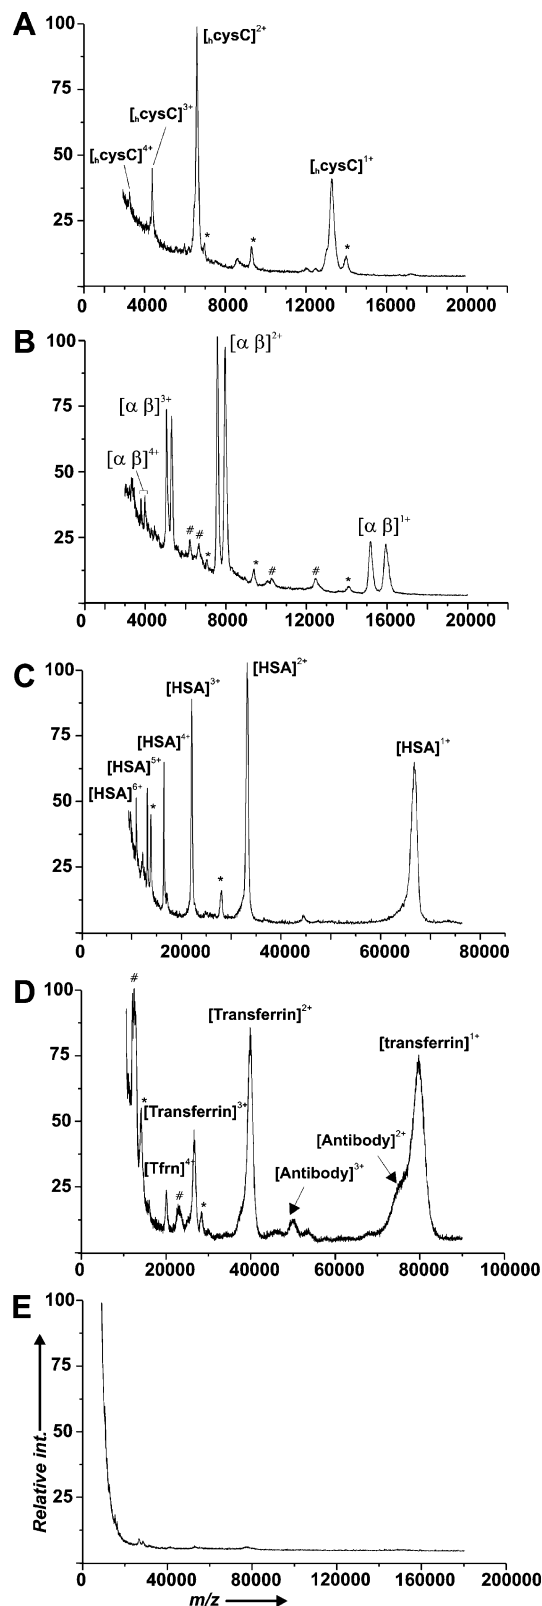 A
100
[hcysC]2+
75
[hcysC]3+
50
[hcysC]4+
[hcysC]1+
25
* * *
0 4000 8000 12000 16000 20000
B
100
[α β]2+
75
[α β]3+
50
[α β]4+
25
[α β]1+
# # * * # # *
0 4000 8000 12000 16000 20000
C
100
[HSA]2+
[HSA]3+
75
[HSA]4+
[HSA]1+
[HSA]5+
[HSA]6+
50
*
25
*
0 20000 40000 60000 80000
D
100
#
[Transferrin]2+
75
[transferrin]1+
*
[Transferrin]3+
50
[Antibody]2+
[Tfrn]4+
[Antibody]3+
25
# *
0 20000 40000 60000 80000 100000
E
100
75
50
25
Relative int.
0 40000 80000 120000 160000 200000
m/z